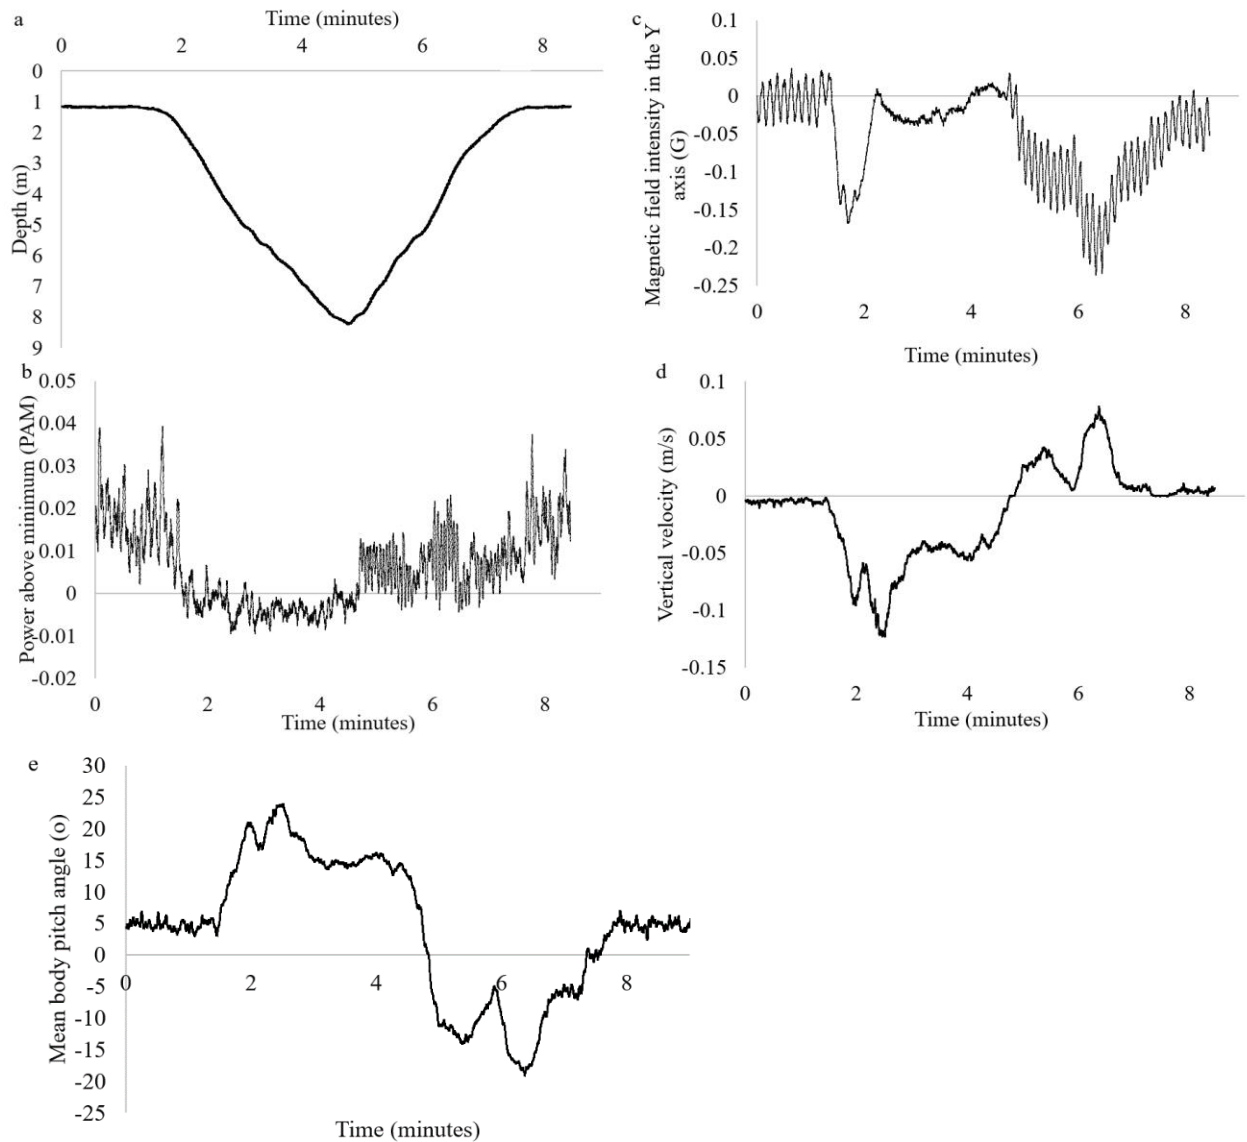 a
Time (minutes)
0 2 4 6 8
0
1
2
3
4
5
6
7
8
9
Depth (m)
c
0.1
0.05
0
-0.05
-0.1
-0.15
-0.2
-0.25
Magnetic field intensity in the Y
axis (G)
0 2 4 6 8
Time (minutes)
b
0.05
0.04
0.03
0.02
0.01
0
-0.01
-0.02
Power above minimum (PAM)
0 2 4 6 8
Time (minutes)
d
0.1
0.05
0
-0.05
-0.1
-0.15
Vertical velocity (m/s)
0 2 4 6 8
Time (minutes)
e
30
25
20
15
10
5
0
-5
-10
-15
-20
-25
Mean body pitch angle (o)
0 2 4 6 8
Time (minutes)